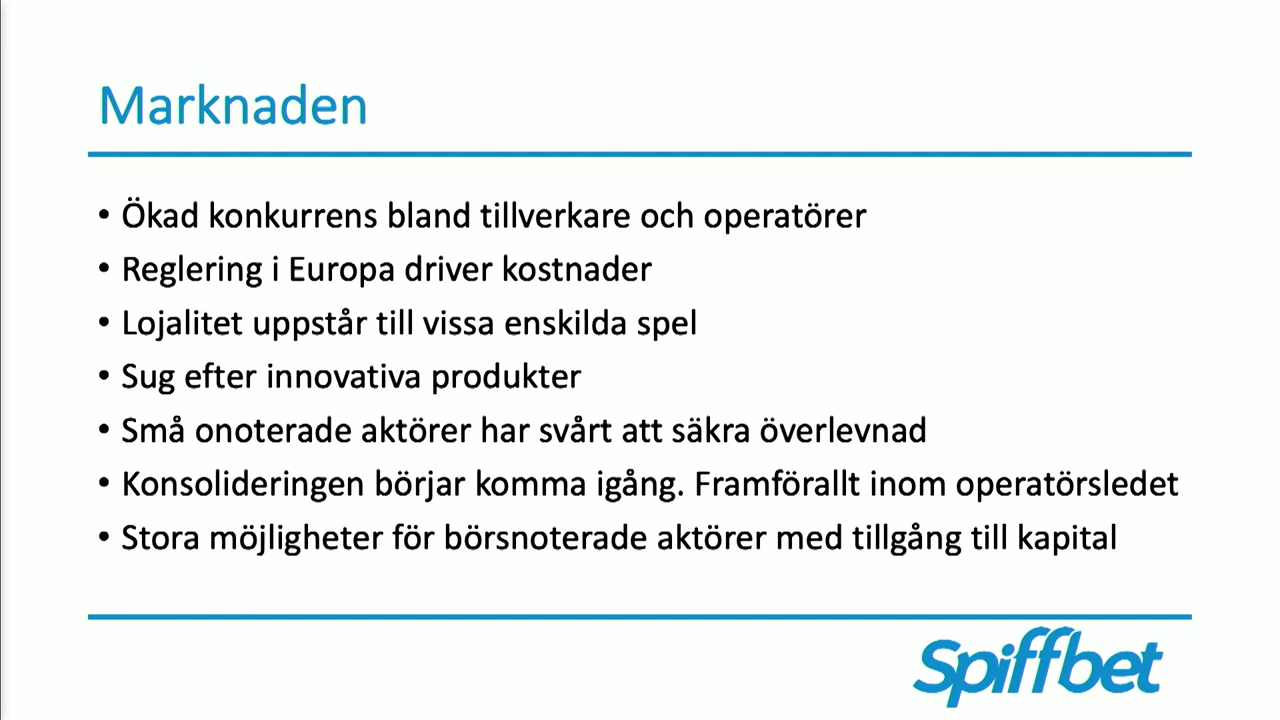 Marknaden
• Ökad konkurrens bland tillverkare och operatörer
• Reglering i Europa driver kostnader
• Lojalitet uppstår till vissa enskilda spel
• Sug efter innovativa produkter
• Små onoterade aktörer har svårt att säkra överlevnad
• Konsolideringen börjar komma igång. Framförallt inom operatörsledet
• Stora möjligheter för börsnoterade aktörer med tillgång till kapital
Spiffbet